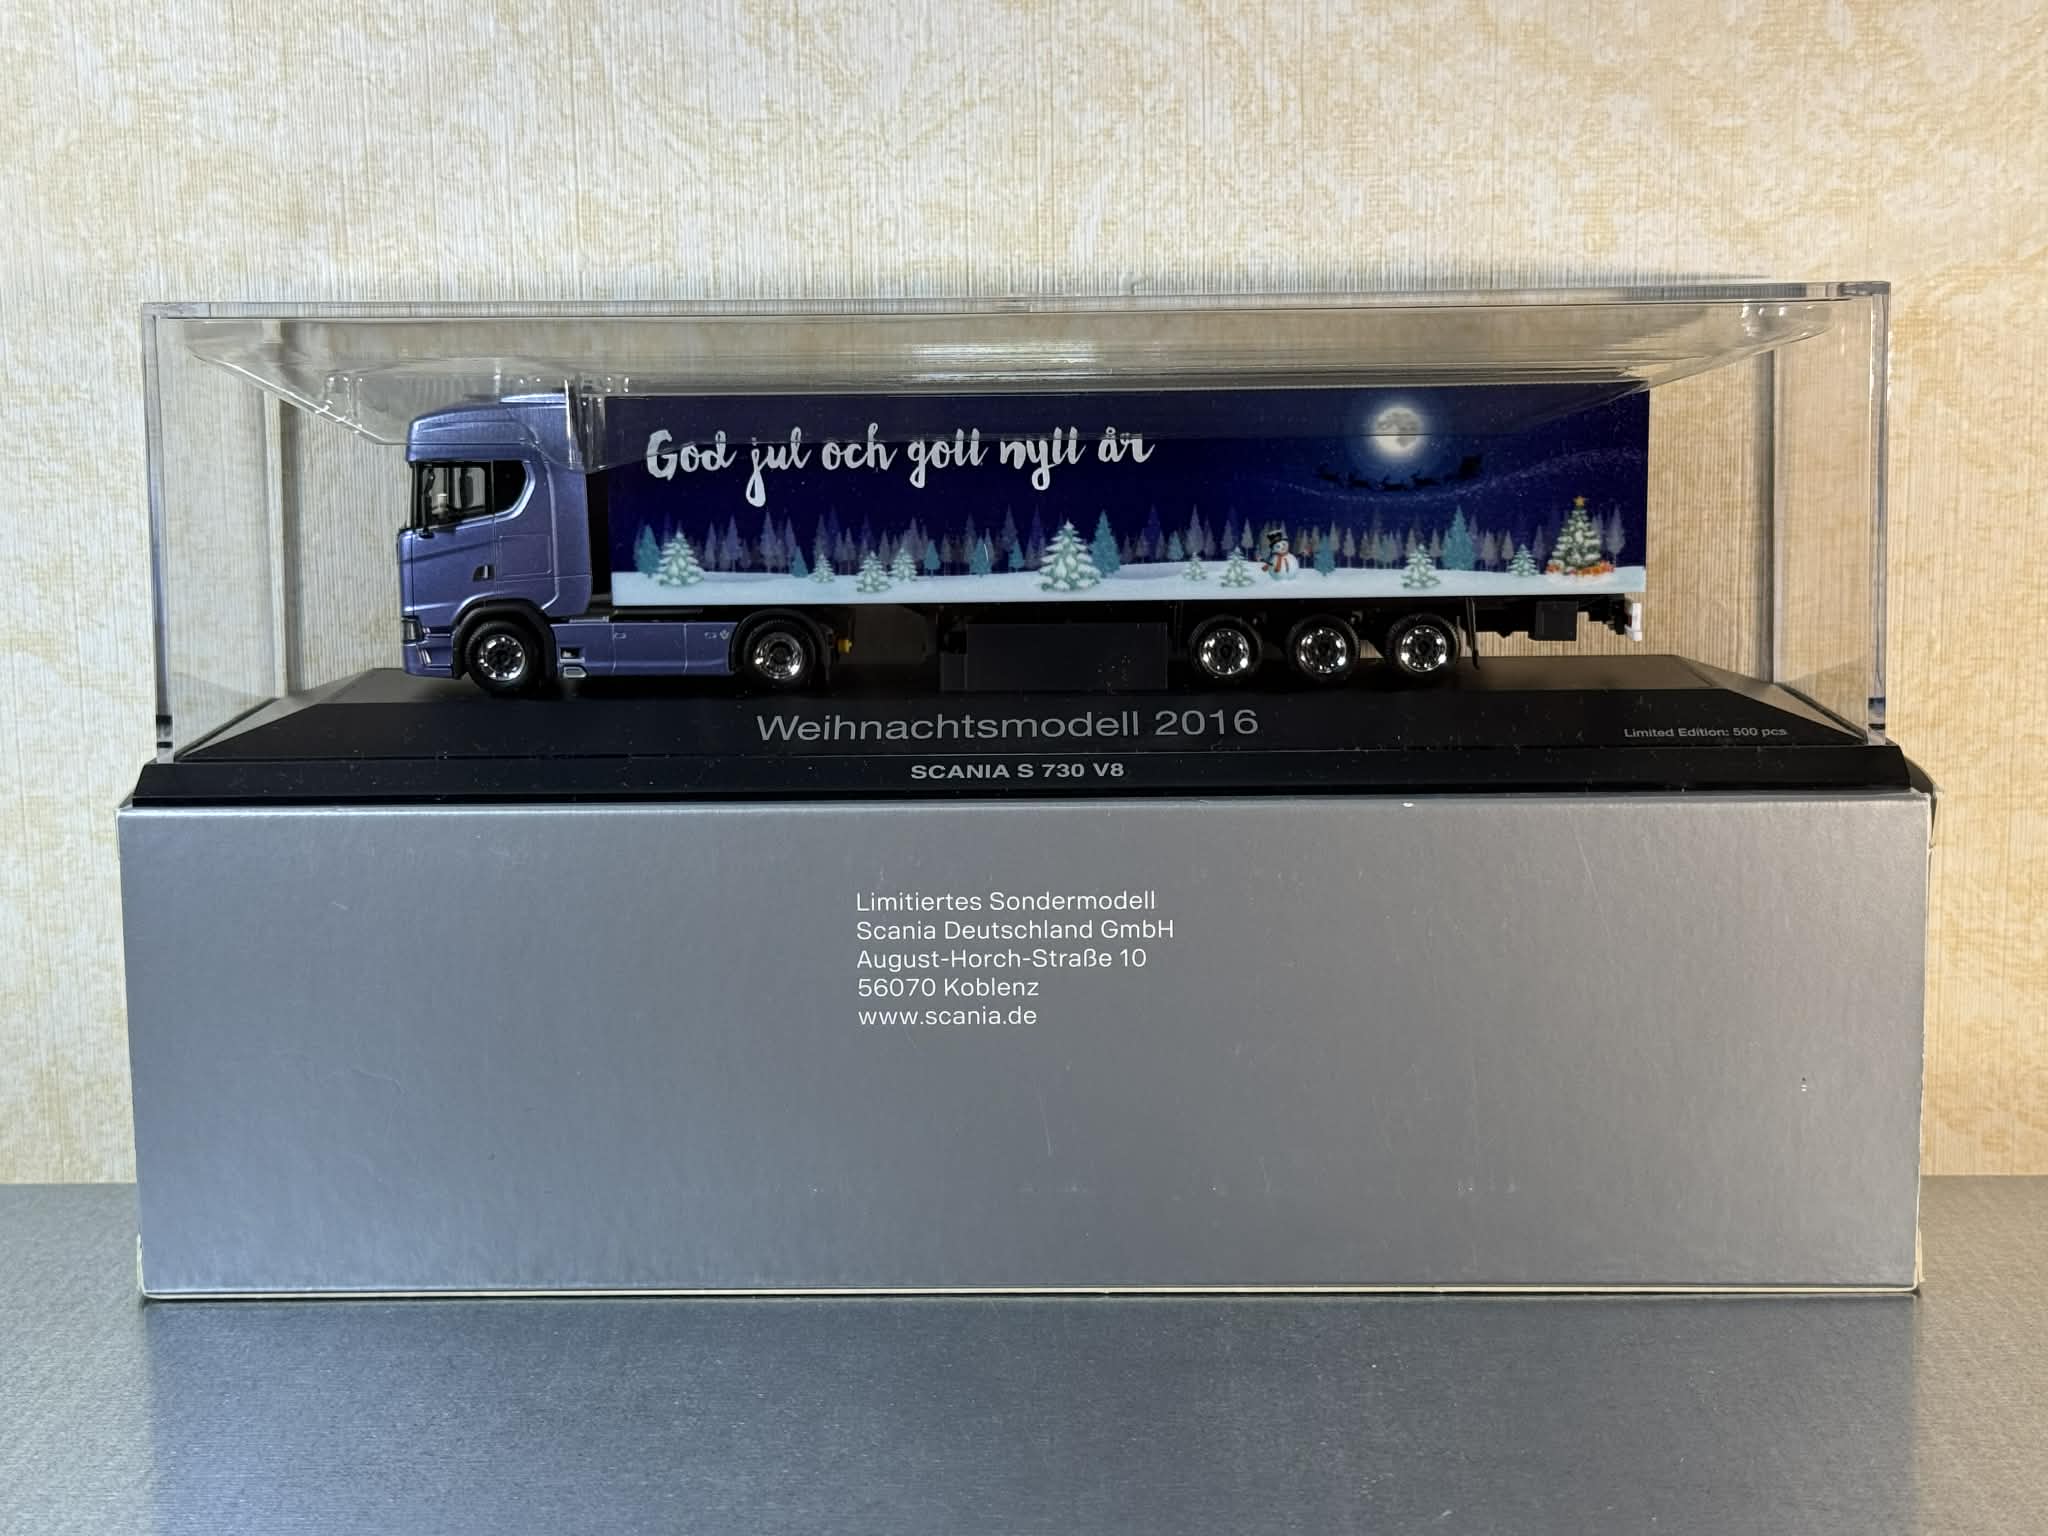 God jul och gott nytt år
Weihnachtsmodell 2016
Limited Edition: 500 pcs.
SCANIA S 730 V8
Limitiertes Sondermodell
Scania Deutschland GmbH
August-Horch-Straße 10
56070 Koblenz
www.scania.de